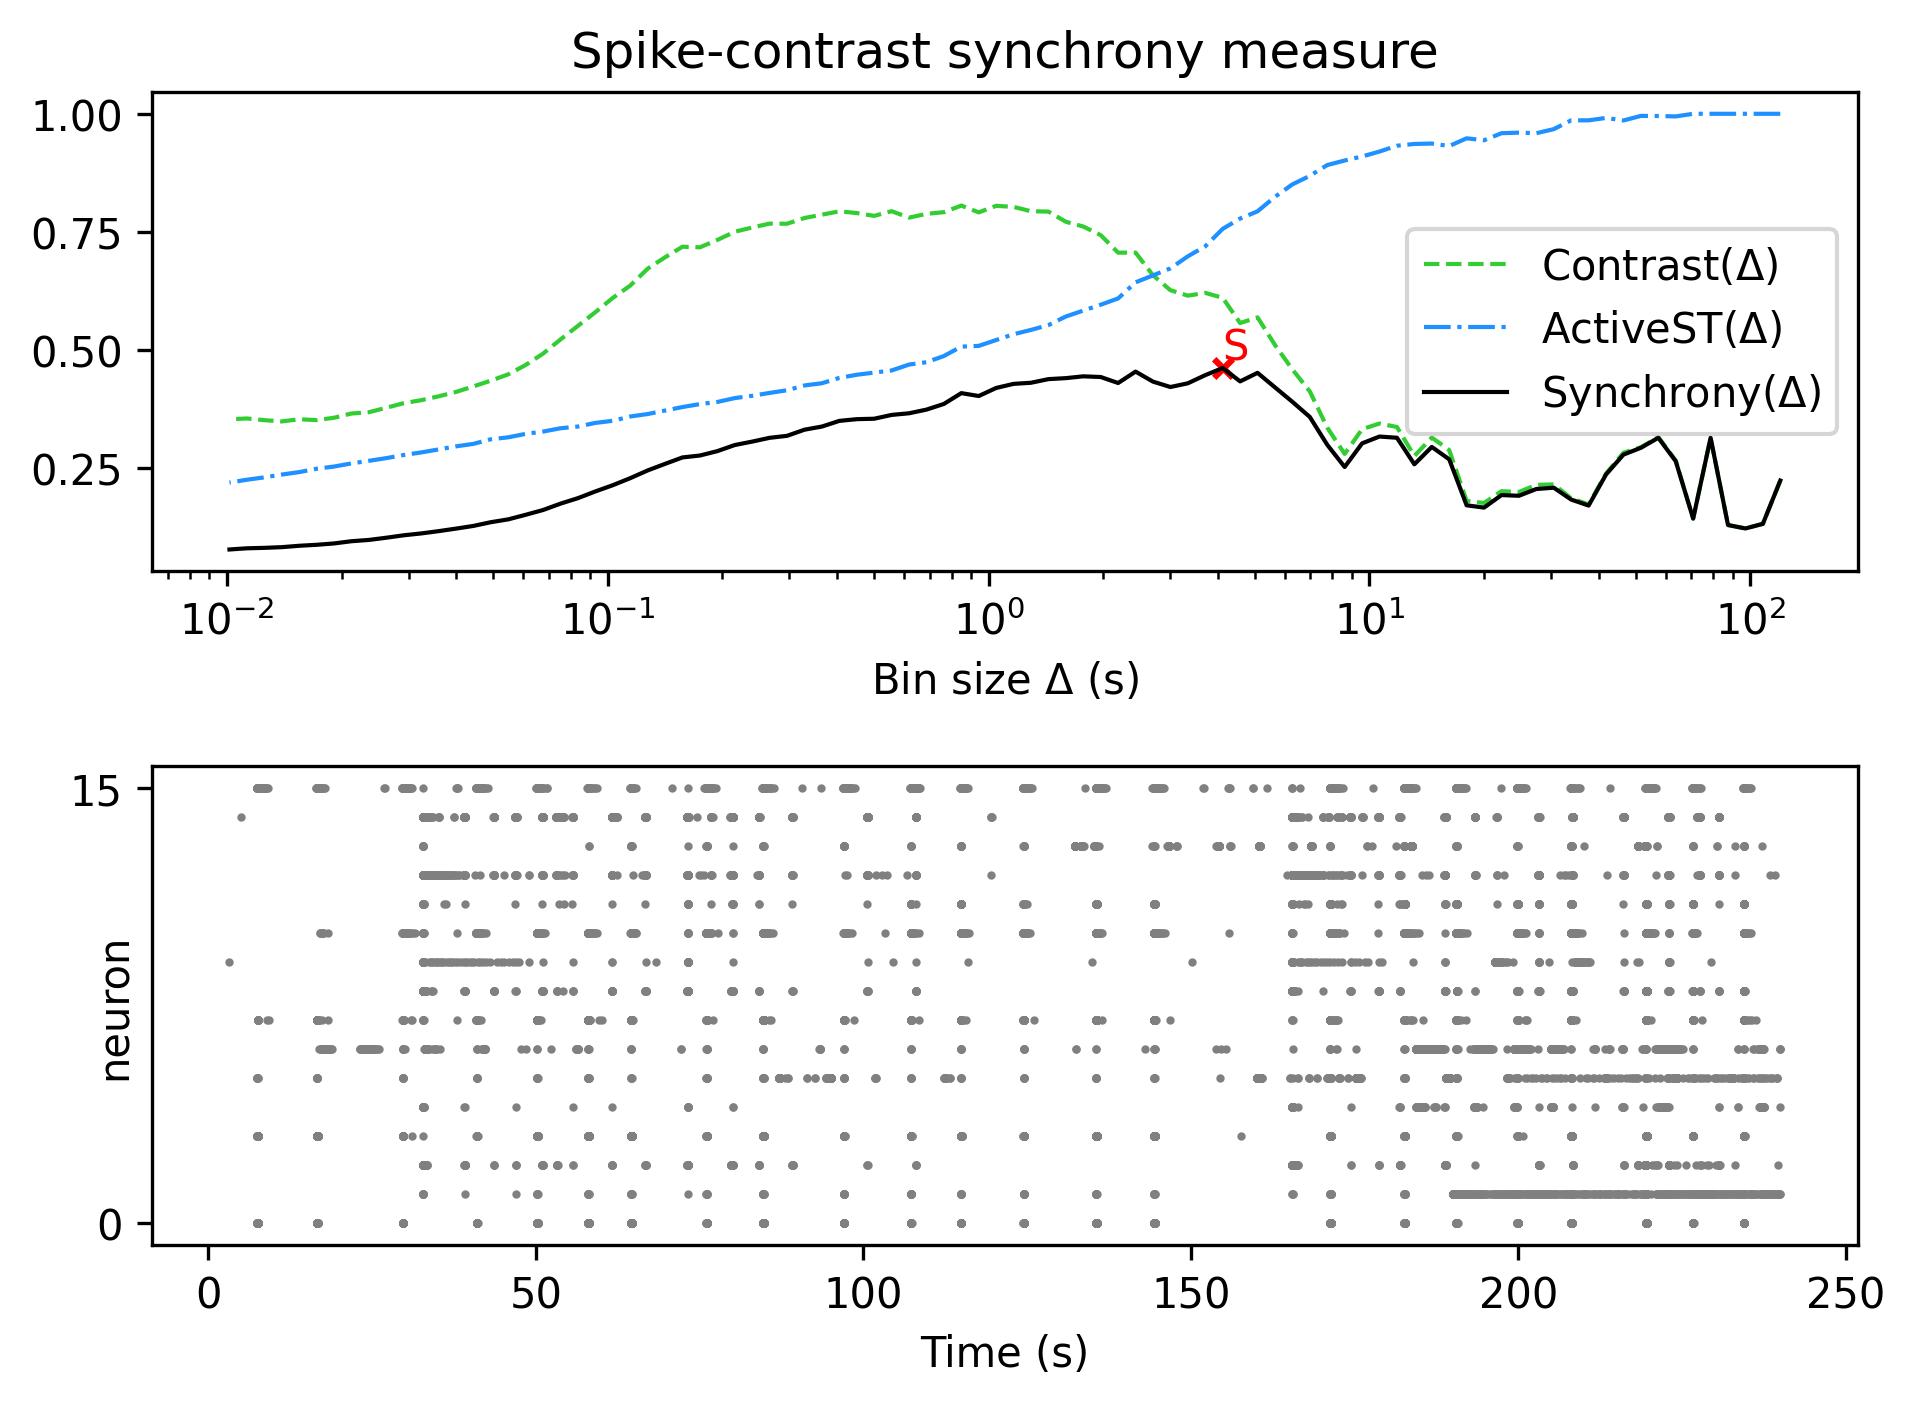 Spike-contrast synchrony measure
1.00
0.75
0.50
0.25
S
Contrast(Δ)
ActiveST(Δ)
Synchrony(Δ)
10⁻² 10⁻¹ 10⁰ 10¹ 10²
Bin size Δ (s)
15
0
neuron
0 50 100 150 200 250
Time (s)